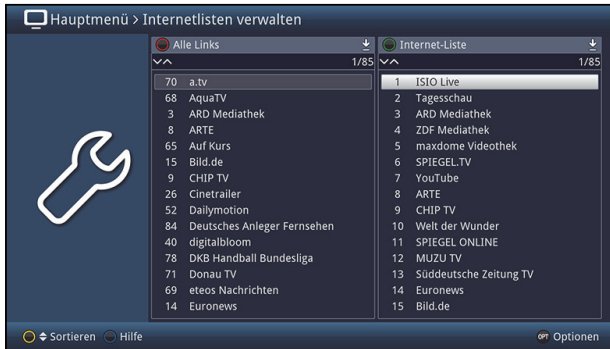 Hauptmenü > Internetlisten verwalten
Alle Links
1/85
70 a.tv
68 AquaTV
3 ARD Mediathek
8 ARTE
65 Auf Kurs
15 Bild.de
9 CHIP TV
26 Cinetrailer
52 Dailymotion
84 Deutsches Anleger Fernsehen
40 digitalbloom
78 DKB Handball Bundesliga
71 Donau TV
69 eteos Nachrichten
14 Euronews
Internet-Liste
1/85
1 ISIO Live
2 Tagesschau
3 ARD Mediathek
4 ZDF Mediathek
5 maxdome Videothek
6 SPIEGEL.TV
7 YouTube
8 ARTE
9 CHIP TV
10 Welt der Wunder
11 SPIEGEL ONLINE
12 MUZU TV
13 Süddeutsche Zeitung TV
14 Euronews
15 Bild.de
Sortieren Hilfe
OPT Optionen